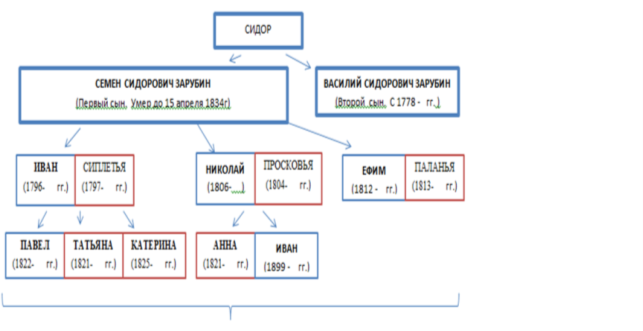 СИДОР
СЕМЕН СИДОРОВИЧ ЗАРУБИН
(Первый сын. Умер до 15 апреля 1834г)
ВАСИЛИЙ СИДОРОВИЧ ЗАРУБИН
(Второй сын. С 1778 - гг.,)
ИВАН
(1796- гг.)
СИПЛЕТЬЯ
(1797- гг.)
НИКОЛАЙ
(1806- )
ПРОСКОВЬЯ
(1804- гг.)
ЕФИМ
(1812 - гг.)
ПАЛАНЬЯ
(1813- гг.)
ПАВЕЛ
(1822- гг.)
ТАТЬЯНА
(1821- гг.)
КАТЕРИНА
(1825- гг.)
АННА
(1821- гг.)
ИВАН
(1899 - гг.)